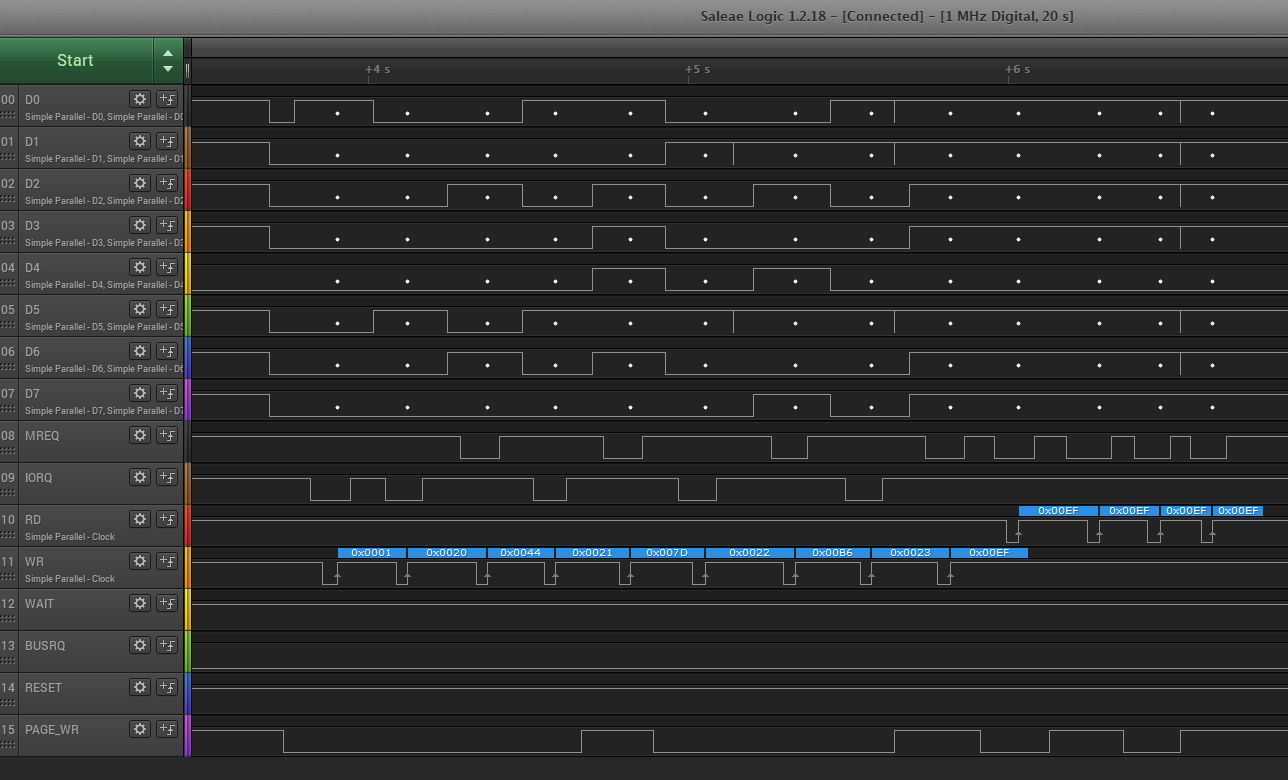 Saleae Logic 1.2.18 - [Connected] - [1 MHz Digital, 20 s]
Start
+4 s +5 s +6 s
00 D0
Simple Parallel - D0, Simple Parallel - D0
01 D1
Simple Parallel - D1, Simple Parallel - D1
02 D2
Simple Parallel - D2, Simple Parallel - D2
03 D3
Simple Parallel - D3, Simple Parallel - D3
04 D4
Simple Parallel - D4, Simple Parallel - D4
05 D5
Simple Parallel - D5, Simple Parallel - D5
06 D6
Simple Parallel - D6, Simple Parallel - D6
07 D7
Simple Parallel - D7, Simple Parallel - D7
08 MREQ
09 IORQ
10 RD 0x00EF 0x00EF 0x00EF 0x00EF
Simple Parallel - Clock
11 WR 0x0001 0x0020 0x0044 0x0021 0x007D 0x0022 0x00B6 0x0023 0x00EF
Simple Parallel - Clock
12 WAIT
13 BUSRQ
14 RESET
15 PAGE_WR